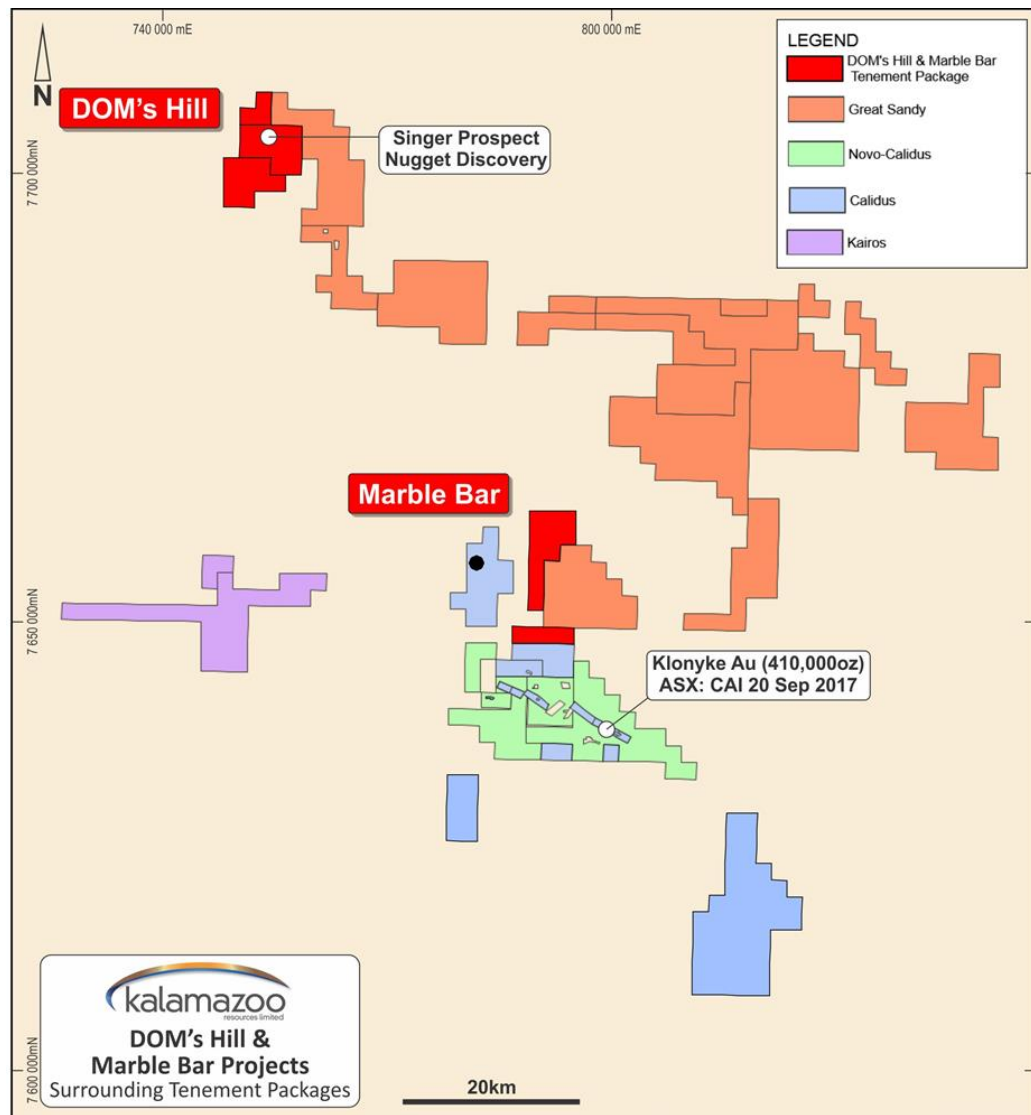 740 000 mE
800 000 mE
N
DOM's Hill
Singer Prospect
Nugget Discovery
LEGEND
DOM's Hill & Marble Bar
Tenement Package
Great Sandy
Novo-Calidus
Calidus
Kairos
7 700 000mN
Marble Bar
7 650 000mN
Klonyke Au (410,000oz)
ASX: CAI 20 Sep 2017
7 600 000mN
kalamazoo
resources limited
DOM's Hill &
Marble Bar Projects
Surrounding Tenement Packages
20km